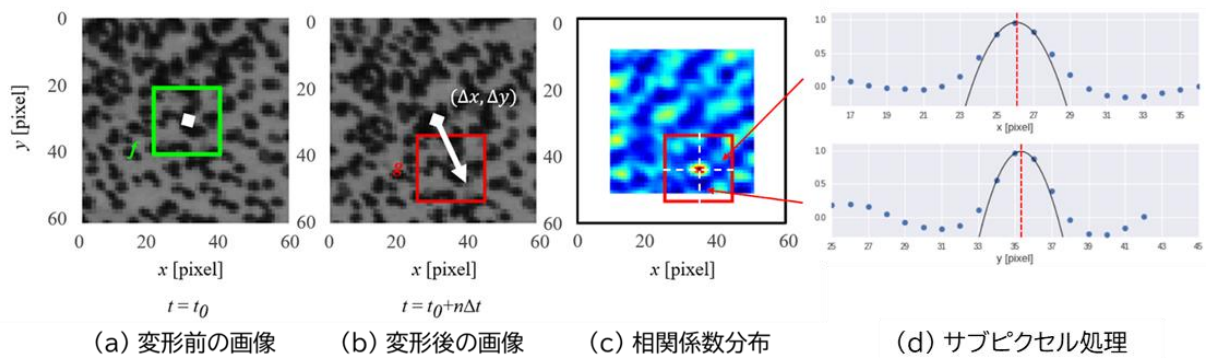 0
20
40
60
y [pixel]
f
0 20 40 60
x [pixel]
t = t0
(a) 変形前の画像
0
20
40
60
(Δx, Δy)
g
0 20 40 60
x [pixel]
t = t0+nΔt
(b) 変形後の画像
0
20
40
60
0 20 40 60
x [pixel]
(c) 相関係数分布
1.0
0.5
0.0
17 19 21 23 25 27 29 31 33 35
x [pixel]
1.0
0.5
0.0
25 27 29 31 33 35 37 39 41 43 45
y [pixel]
(d) サブピクセル処理